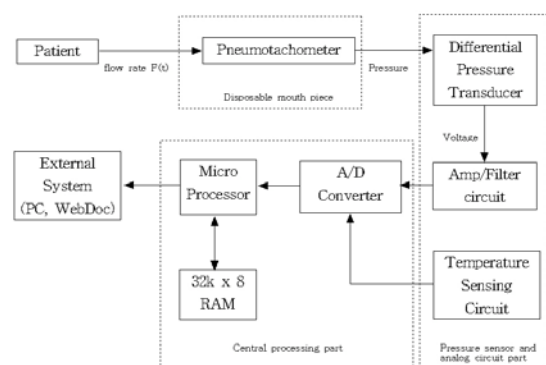 Patient
flow rate F(t)
Pneumotachometer
Disposable mouth piece
Pressure
Differential
Pressure
Transducer
Voltage
External
System
(PC, WebDoc)
Micro
Processor
A/D
Converter
Amp/Filter
circuit
32k x 8
RAM
Temperature
Sensing
Circuit
Central processing part
Pressure sensor and
analog circuit part